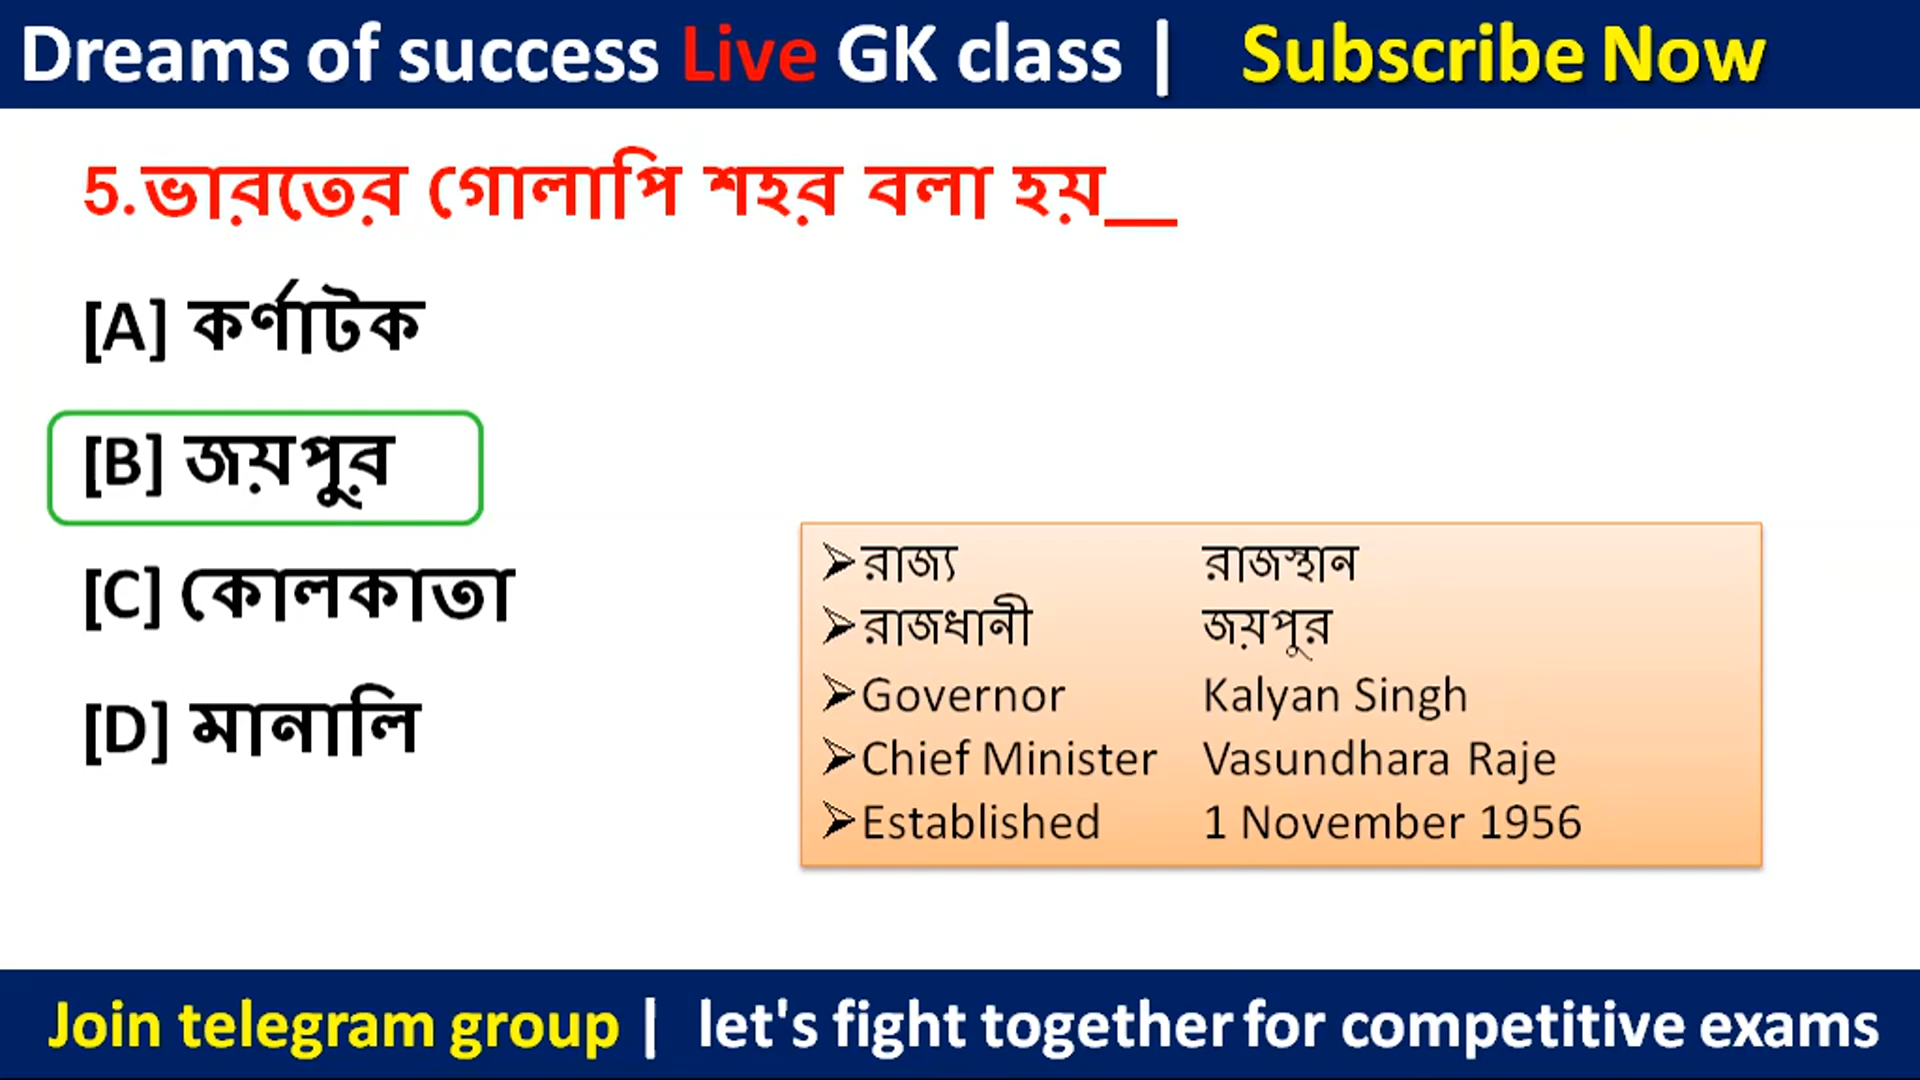 Dreams of success Live GK class | Subscribe Now
5.ভারতের গোলাপি শহর বলা হয়__
[A] কর্ণাটক
[B] জয়পুর
[C] কোলকাতা
[D] মানালি
➢রাজ্য রাজস্থান
➢রাজধানী জয়পুর
➢Governor Kalyan Singh
➢Chief Minister Vasundhara Raje
➢Established 1 November 1956
Join telegram group | let's fight together for competitive exams